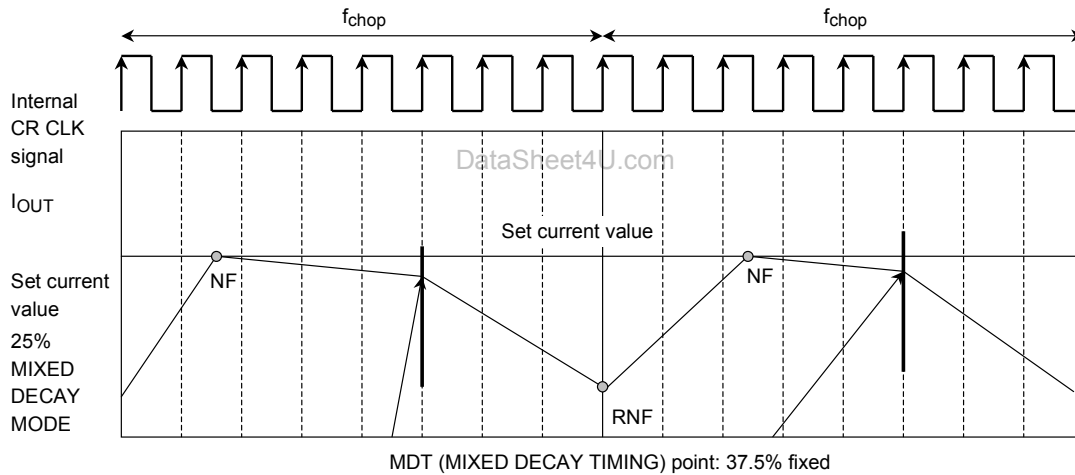 fchop
fchop
Internal
CR CLK
signal
DataSheet4U.com
IOUT
Set current value
NF
NF
Set current
value
25%
MIXED
DECAY
MODE
RNF
MDT (MIXED DECAY TIMING) point: 37.5% fixed